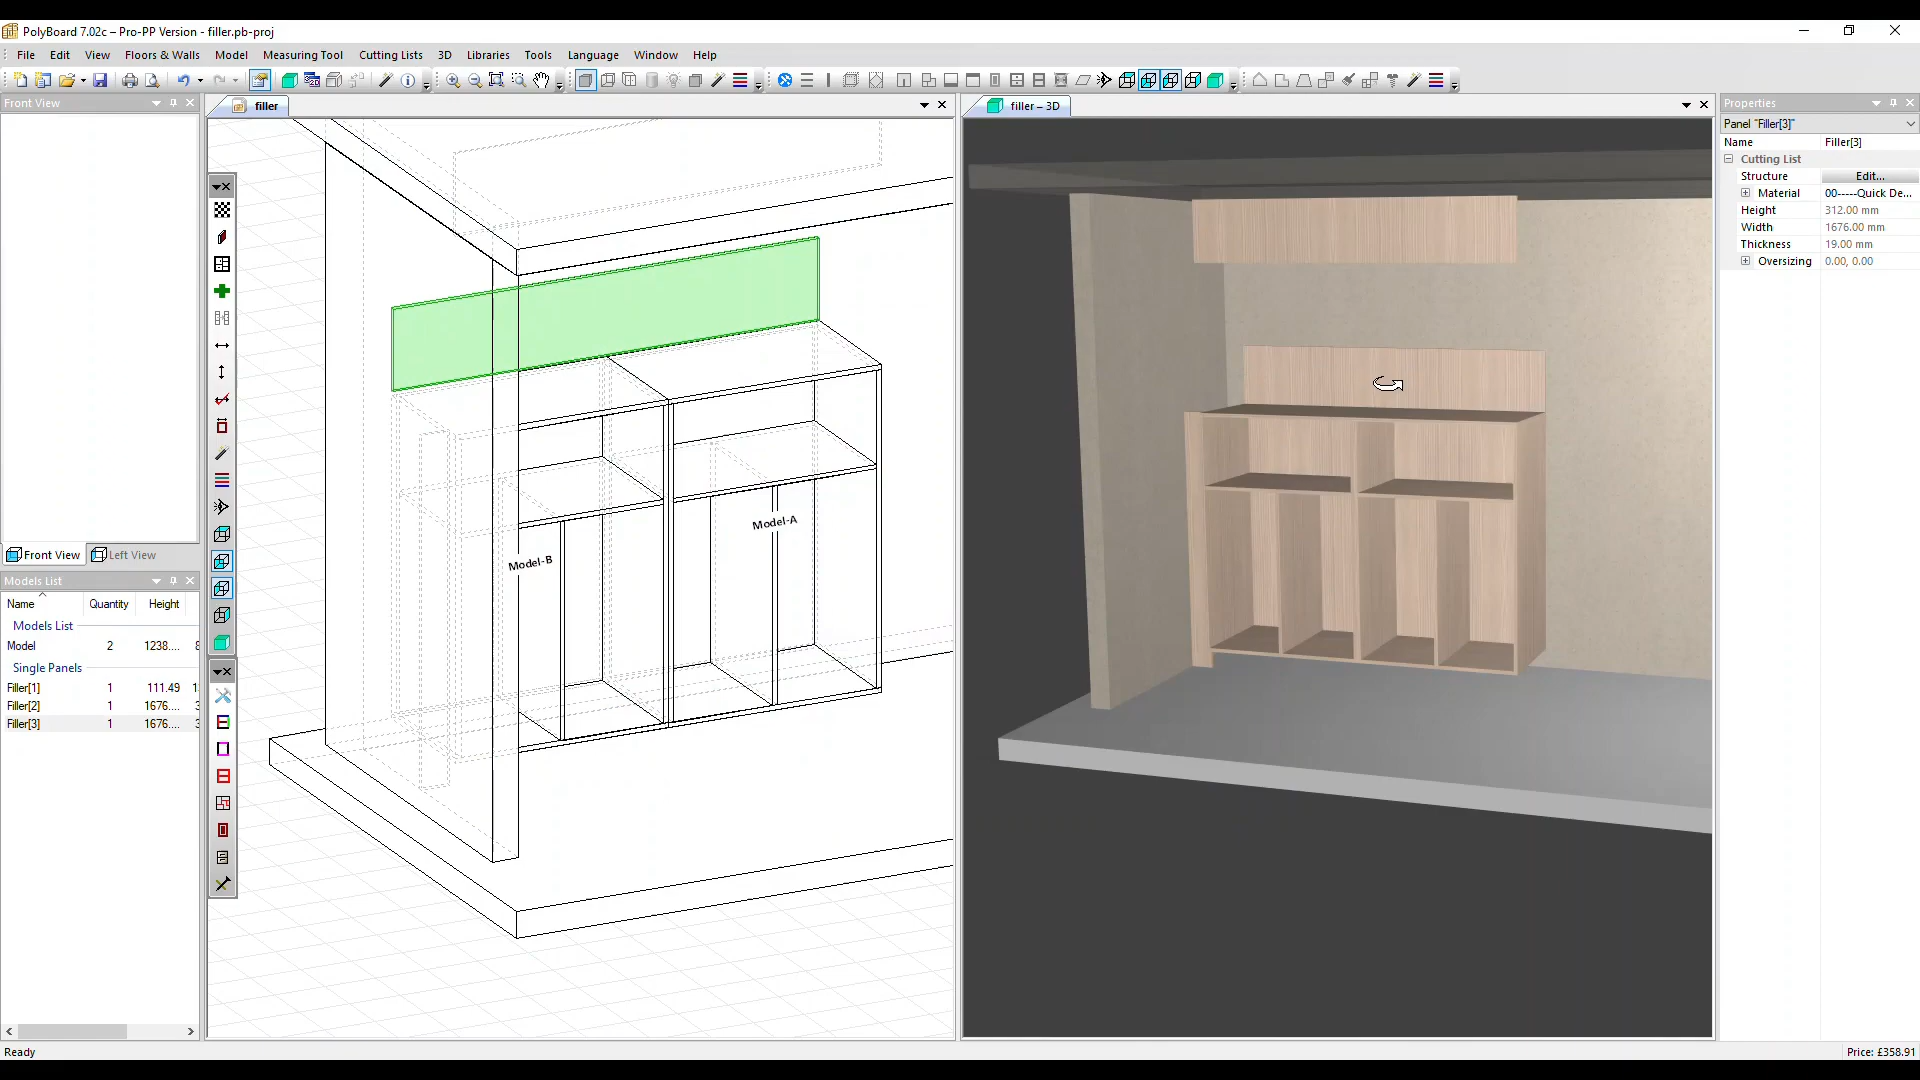 PolyBoard 7.02c – Pro-PP Version - filler.pb-proj
File Edit View Floors & Walls Model Measuring Tool Cutting Lists 3D Libraries Tools Language Window Help
Front View
filler
filler – 3D
Properties
Panel "Filler[3]"
Name Filler[3]
Cutting List
Structure Edit...
Material 00-----Quick De...
Height 312.00 mm
Width 1676.00 mm
Thickness 19.00 mm
Oversizing 0.00, 0.00
Model-A
Model-B
Front View Left View
Models List
Name Quantity Height
Models List
Model 2 1238....
Single Panels
Filler[1] 1 111.49
Filler[2] 1 1676....
Filler[3] 1 1676....
Ready
Price: £358.91